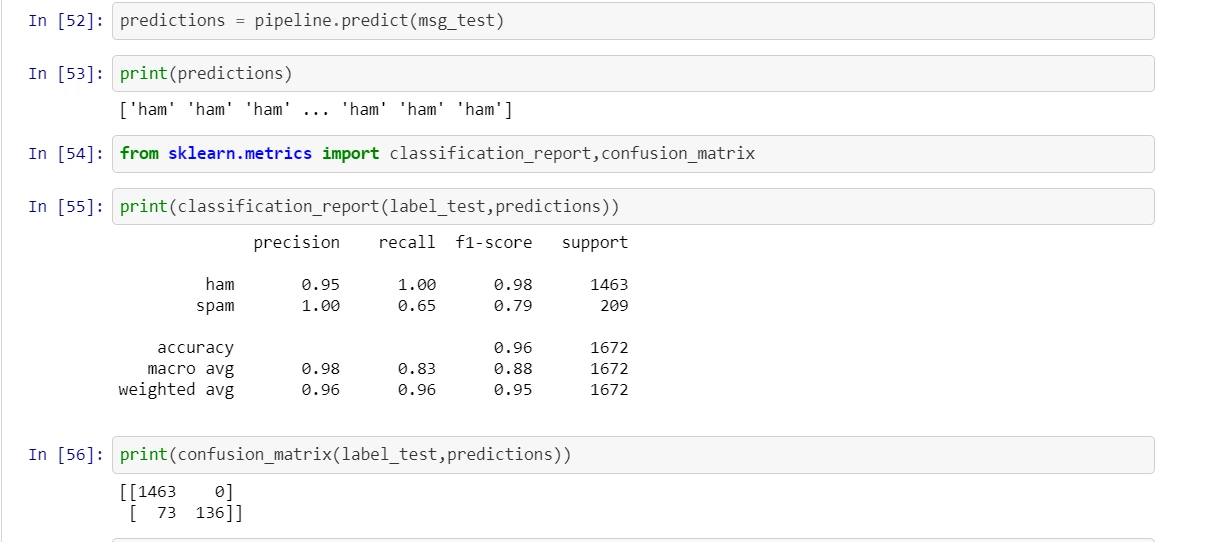 In [52]: predictions = pipeline.predict(msg_test)
In [53]: print(predictions)
['ham' 'ham' 'ham' ... 'ham' 'ham' 'ham']
In [54]: from sklearn.metrics import classification_report,confusion_matrix
In [55]: print(classification_report(label_test,predictions))
precision recall f1-score support
ham 0.95 1.00 0.98 1463
spam 1.00 0.65 0.79 209
accuracy 0.96 1672
macro avg 0.98 0.83 0.88 1672
weighted avg 0.96 0.96 0.95 1672
In [56]: print(confusion_matrix(label_test,predictions))
[[1463 0]
[ 73 136]]